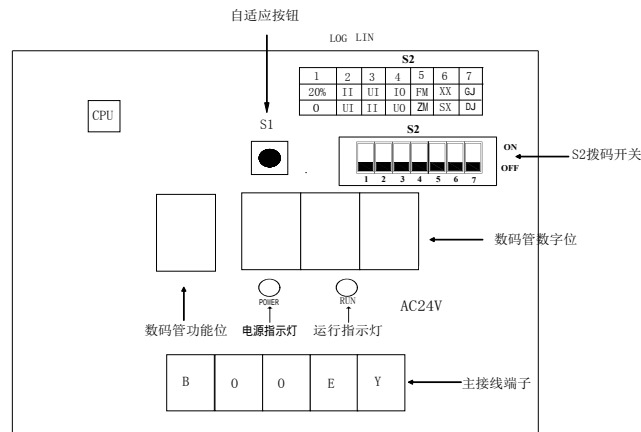 自适应按钮
LOG LIN
S2
1 2 3 4 5 6 7
20% II UI IO FM XX GJ
O UI II UO ZM SX DJ
CPU
S1
S2
ON
OFF
1 2 3 4 5 6 7
S2拨码开关
数码管数字位
POWER RUN
AC24V
数码管功能位 电源指示灯 运行指示灯
B O O E Y
主接线端子